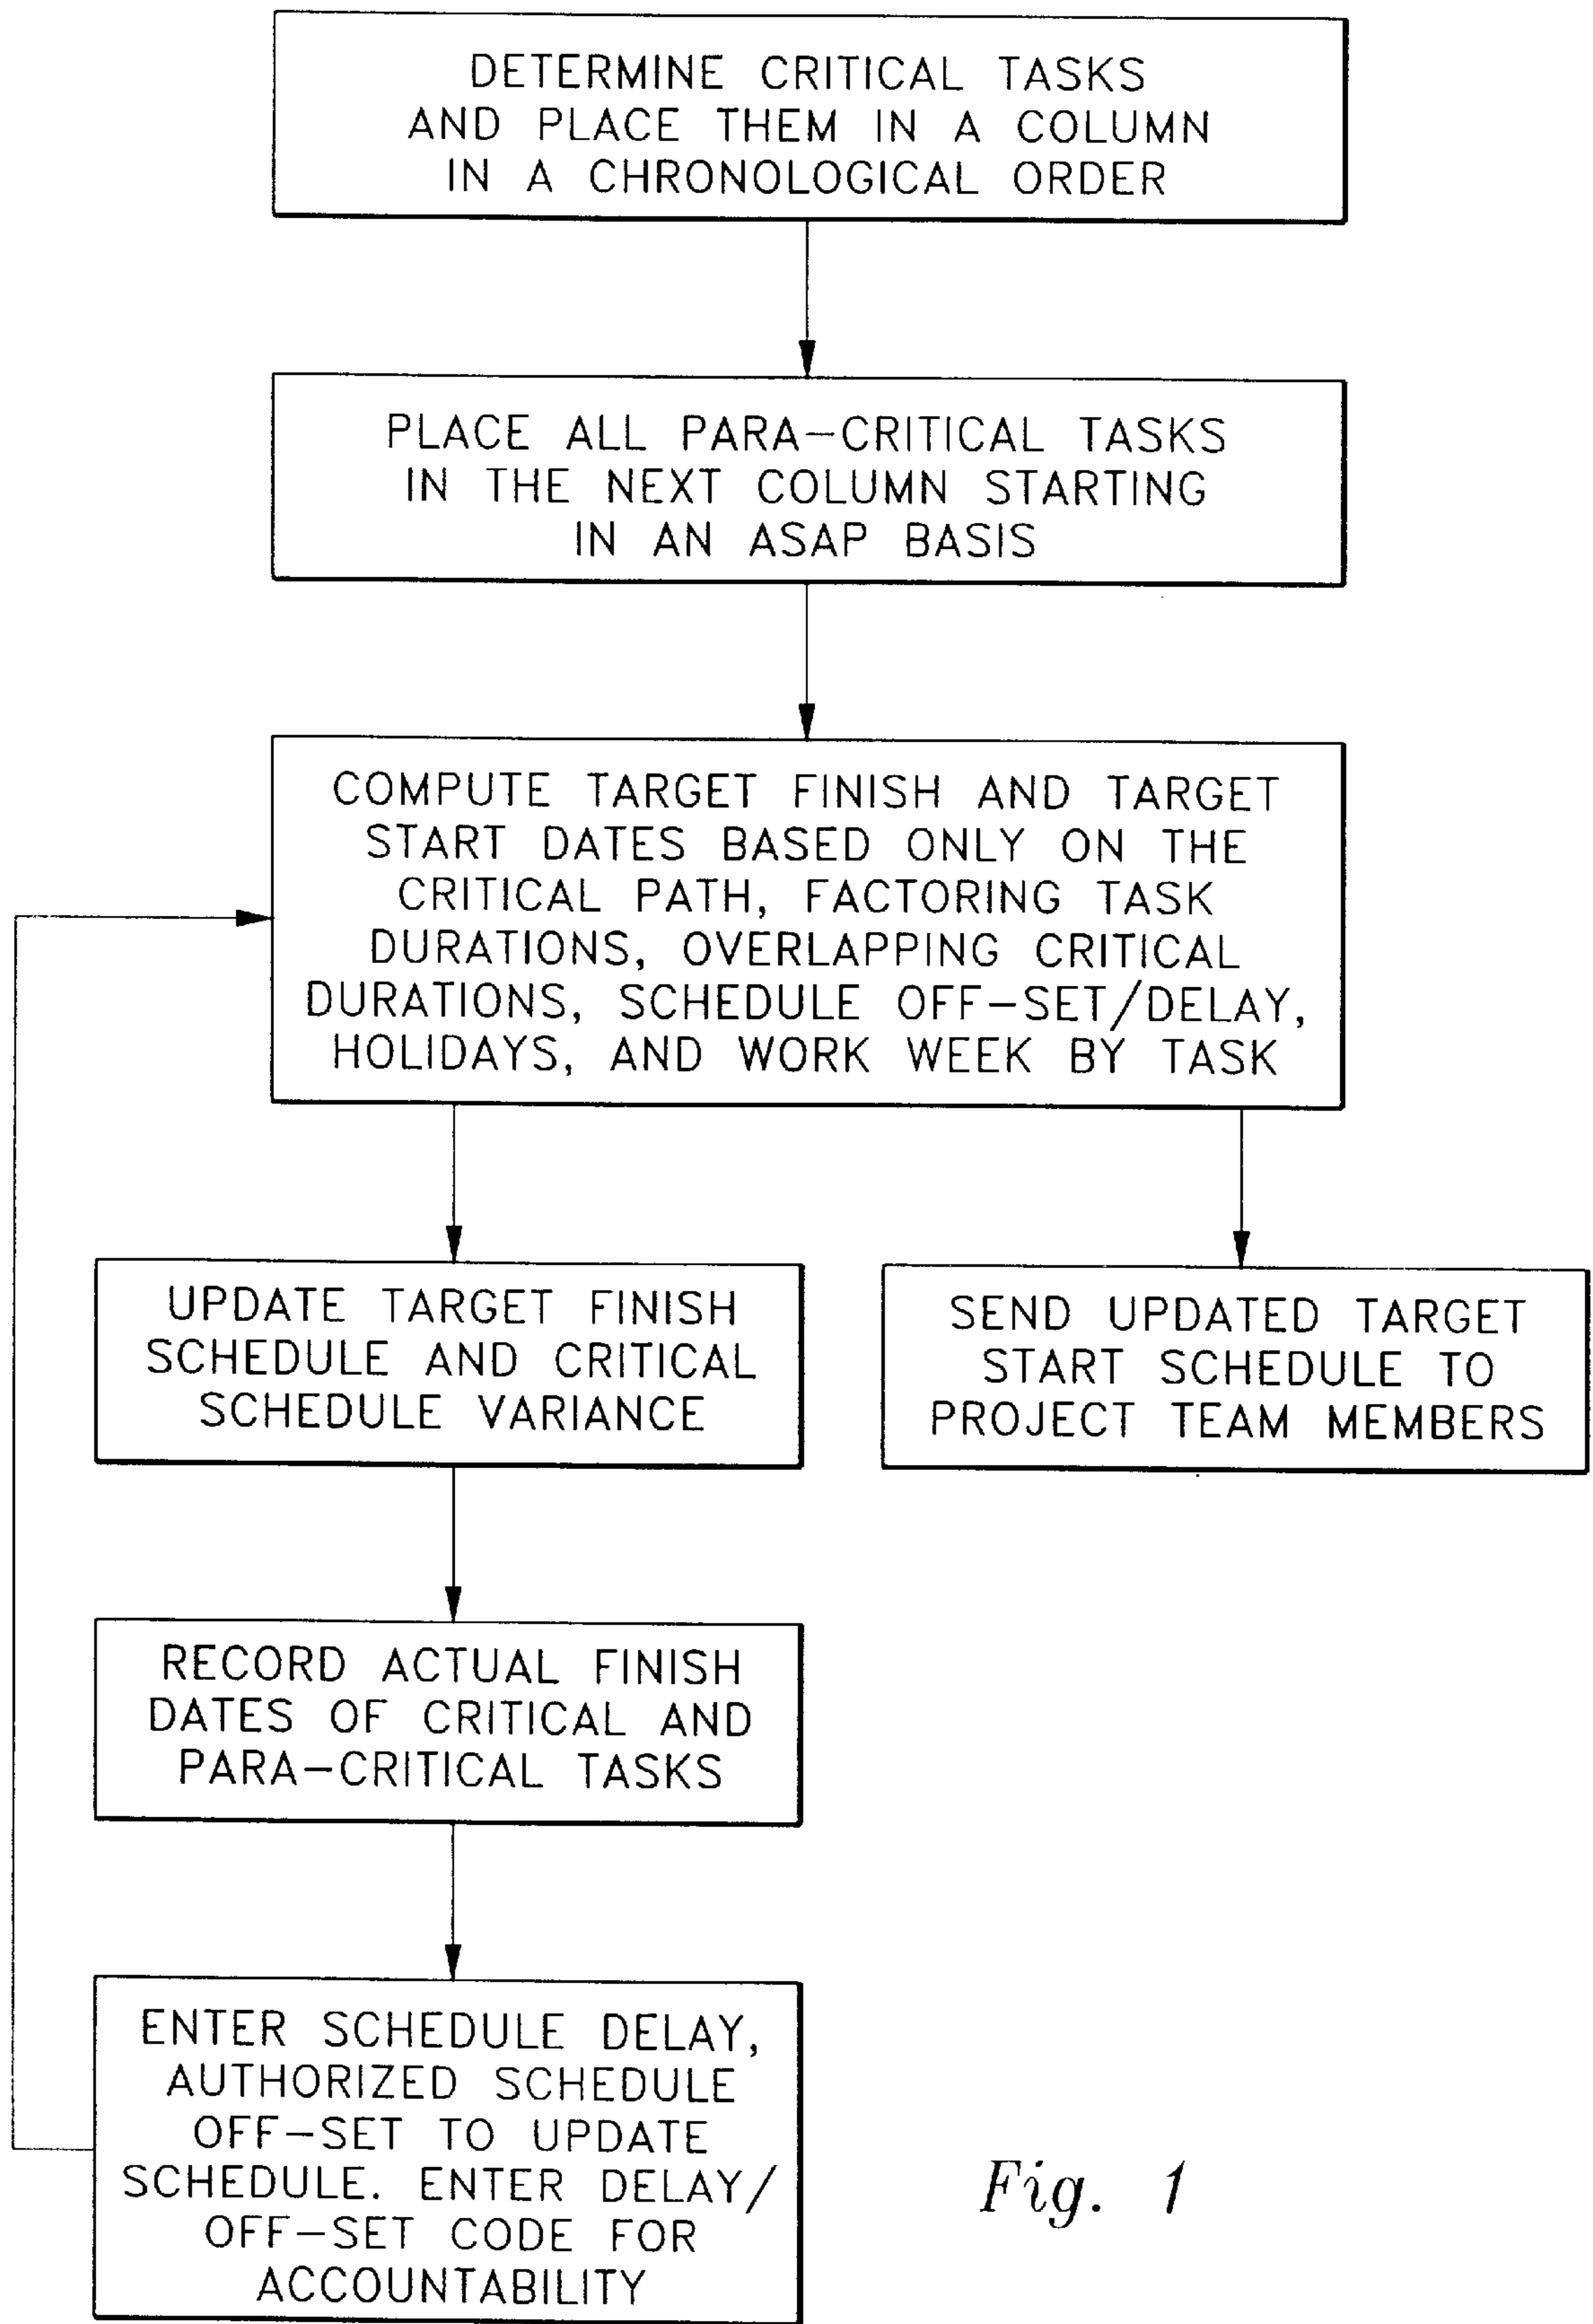 DETERMINE CRITICAL TASKS
AND PLACE THEM IN A COLUMN
IN A CHRONOLOGICAL ORDER
PLACE ALL PARA-CRITICAL TASKS
IN THE NEXT COLUMN STARTING
IN AN ASAP BASIS
COMPUTE TARGET FINISH AND TARGET
START DATES BASED ONLY ON THE
CRITICAL PATH, FACTORING TASK
DURATIONS, OVERLAPPING CRITICAL
DURATIONS, SCHEDULE OFF-SET/DELAY,
HOLIDAYS, AND WORK WEEK BY TASK
UPDATE TARGET FINISH
SCHEDULE AND CRITICAL
SCHEDULE VARIANCE
SEND UPDATED TARGET
START SCHEDULE TO
PROJECT TEAM MEMBERS
RECORD ACTUAL FINISH
DATES OF CRITICAL AND
PARA-CRITICAL TASKS
ENTER SCHEDULE DELAY,
AUTHORIZED SCHEDULE
OFF-SET TO UPDATE
SCHEDULE. ENTER DELAY/
OFF-SET CODE FOR
ACCOUNTABILITY
Fig. 1